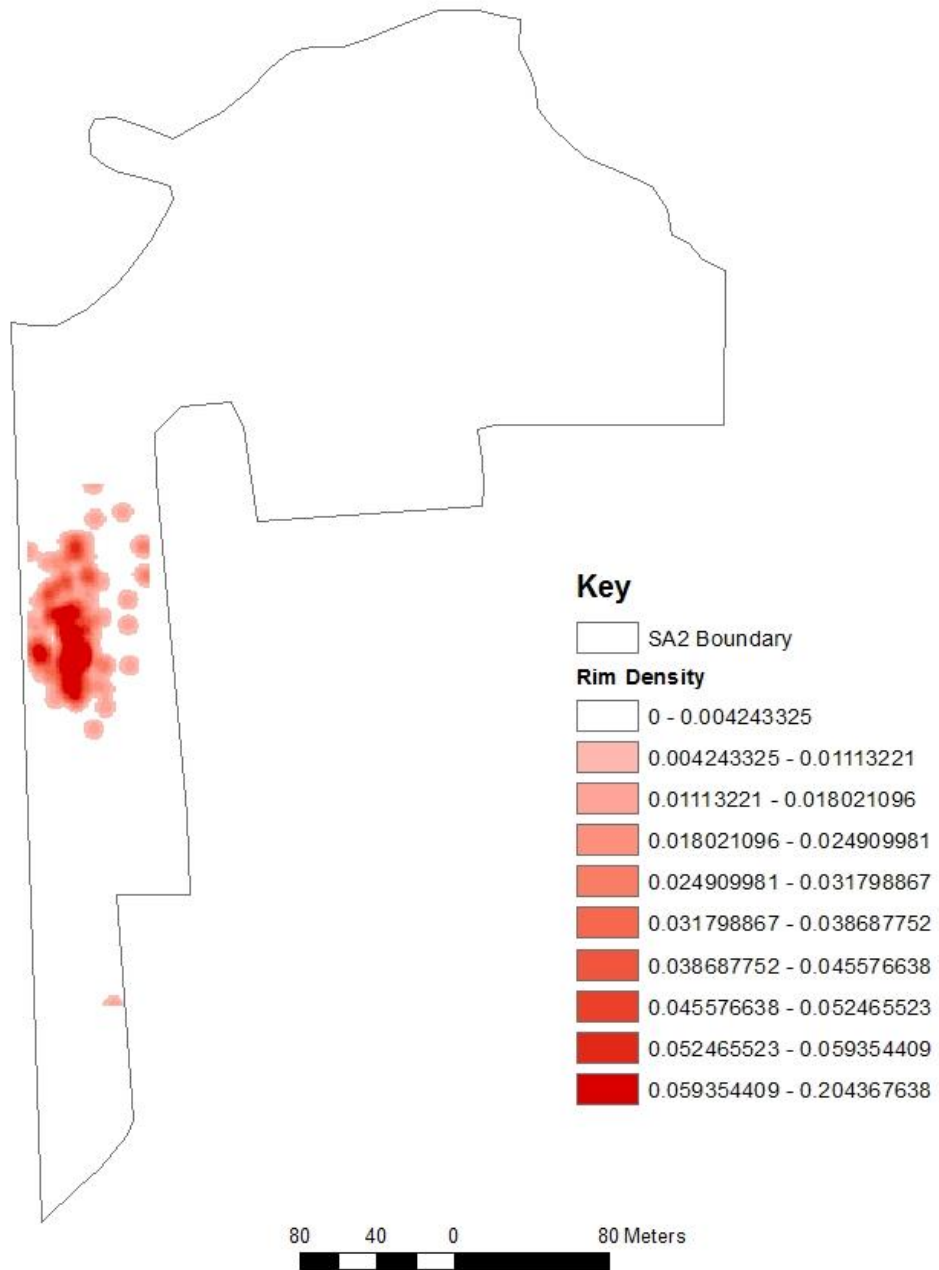 Key
SA2 Boundary
Rim Density
0 - 0.004243325
0.004243325 - 0.01113221
0.01113221 - 0.018021096
0.018021096 - 0.024909981
0.024909981 - 0.031798867
0.031798867 - 0.038687752
0.038687752 - 0.045576638
0.045576638 - 0.052465523
0.052465523 - 0.059354409
0.059354409 - 0.204367638
80 40 0 80 Meters